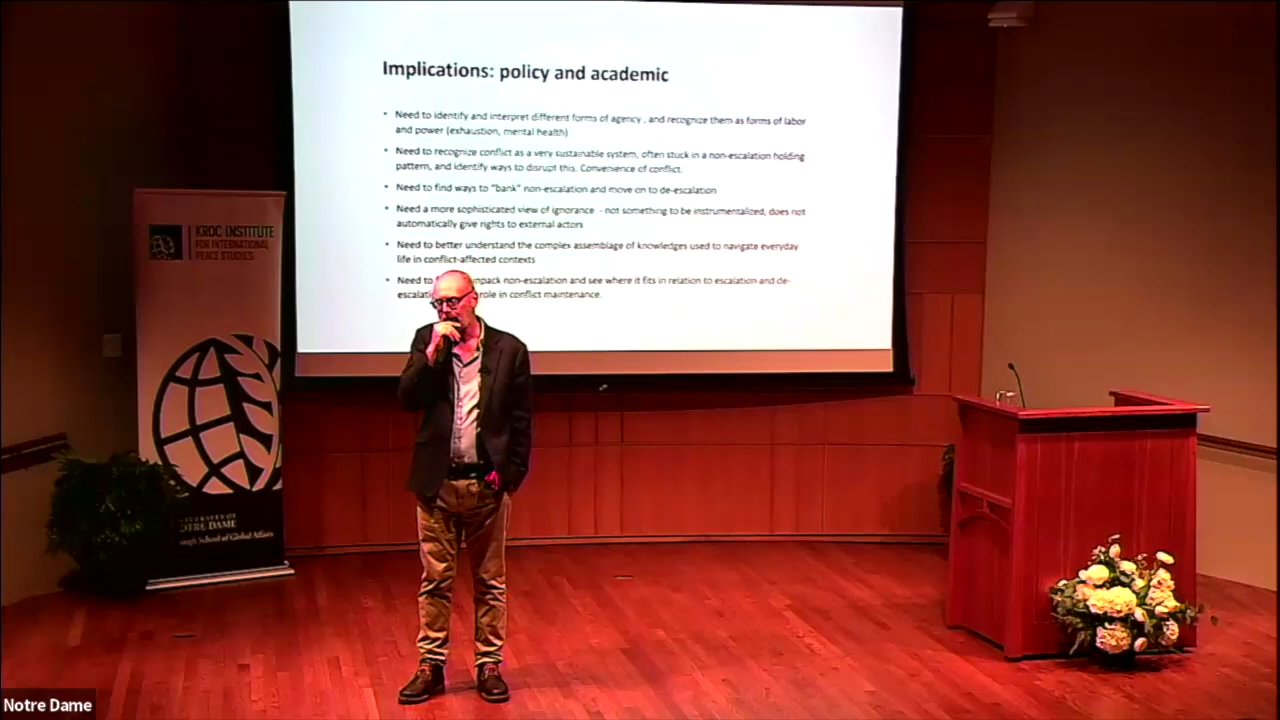 Implications: policy and academic
• Need to identify and interpret different forms of agency , and recognize them as forms of labor
and power (exhaustion, mental health)
• Need to recognize conflict as a very sustainable system, often stuck in a non-escalation holding
pattern, and identify ways to disrupt this. Convenience of conflict.
• Need to find ways to "bank" non-escalation and move on to de-escalation
• Need a more sophisticated view of ignorance - not something to be instrumentalized, does not
automatically give rights to external actors
• Need to better understand the complex assemblage of knowledges used to navigate everyday
life in conflict-affected contexts
• Need to non-escalation and see where it fits in relation to escalation and de-
role in conflict maintenance.
KROC INSTITUTE
FOR INTERNATIONAL
PEACE STUDIES
NOTRE DAME
School of Global Affairs
Notre Dame